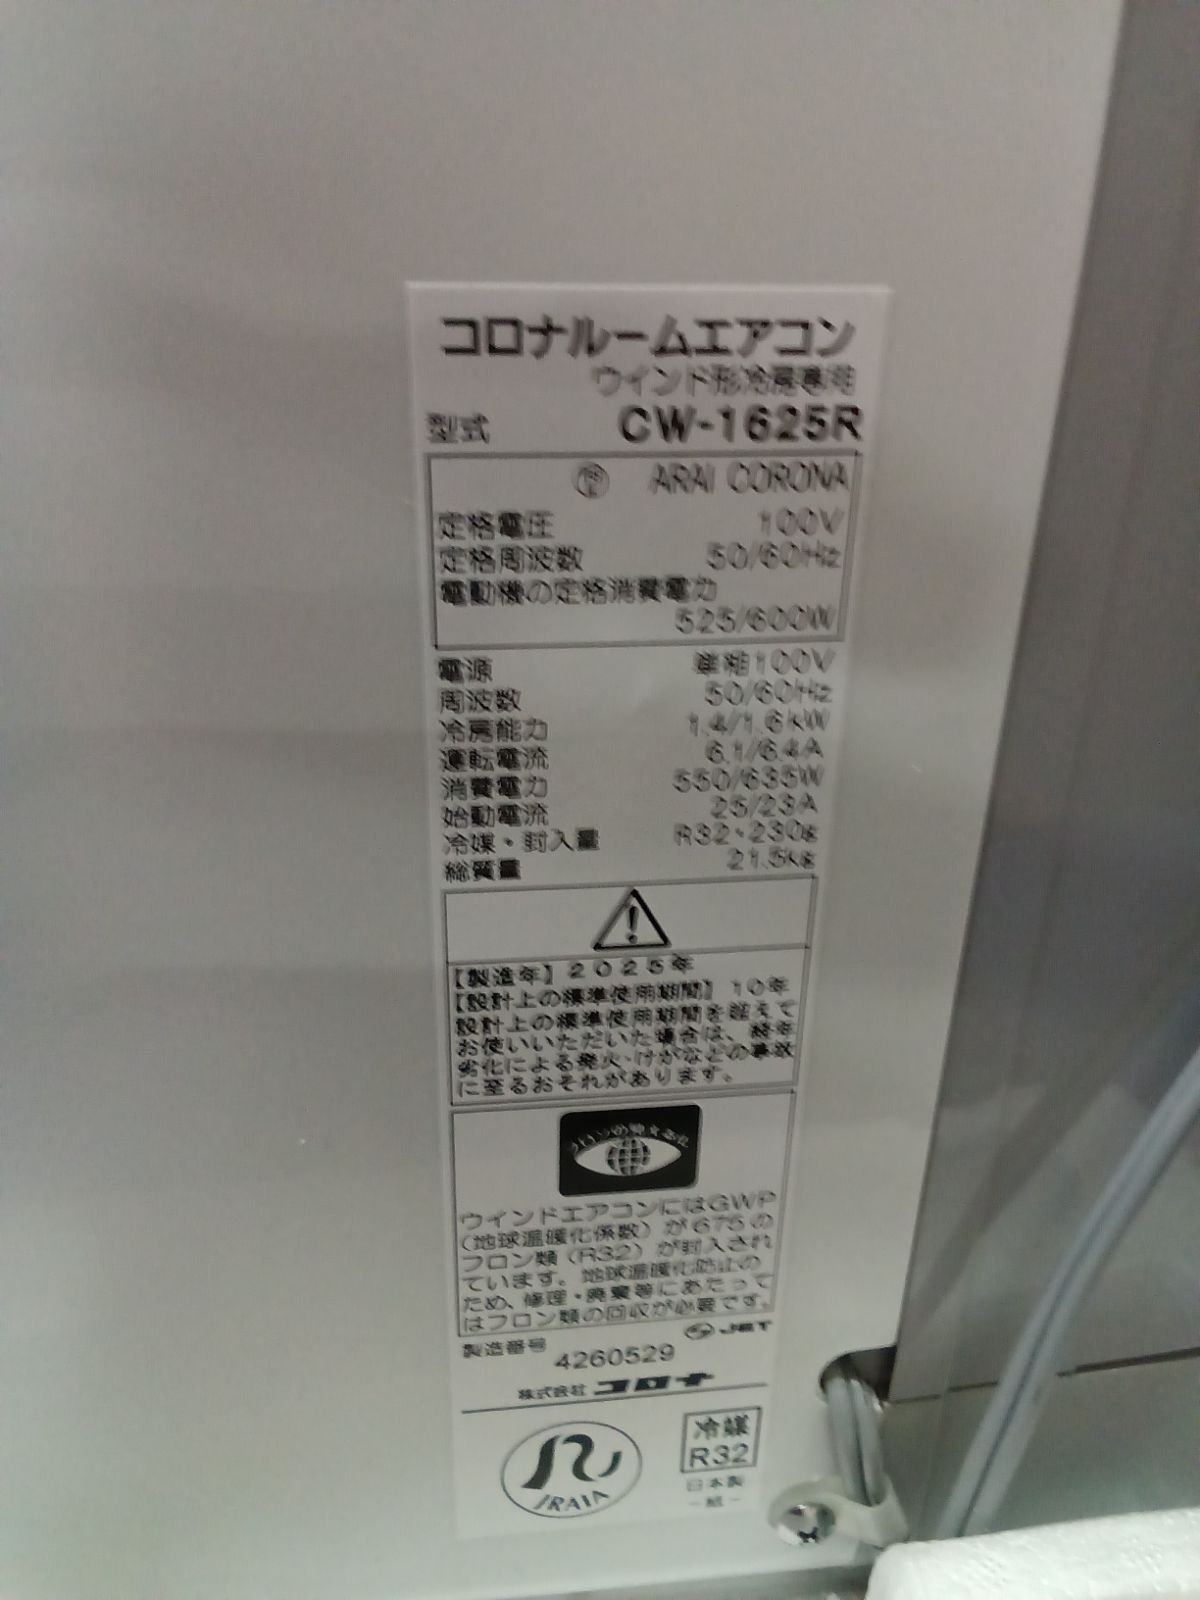 コロナルームエアコン
ウインド形冷房専用
型式 CW-1625R
ARAI CORONA
定格電圧 100V
定格周波数 50/60Hz
電動機の定格消費電力
525/600W
電源 単相100V
周波数 50/60Hz
冷房能力 1.4/1.6kW
運転電流 6.1/6.4A
消費電力 550/635W
始動電流 25/23A
冷媒・封入量 R32・230g
総質量 21.5kg
【製造年】2025年
【設計上の標準使用期間】10年
設計上の標準使用期間を超えて
お使いいただいた場合は、経年
劣化による発火・けがなどの事故
に至るおそれがあります。
ウインドエアコンにはGWP
(地球温暖化係数)が675の
フロン類(R32)が封入され
ています。地球温暖化防止の
ため、修理・廃棄等にあたって
はフロン類の回収が必要です。
JET
製造番号 4260529
株式会社 コロナ
JRAIA
冷媒
R32
日本製
-紙-